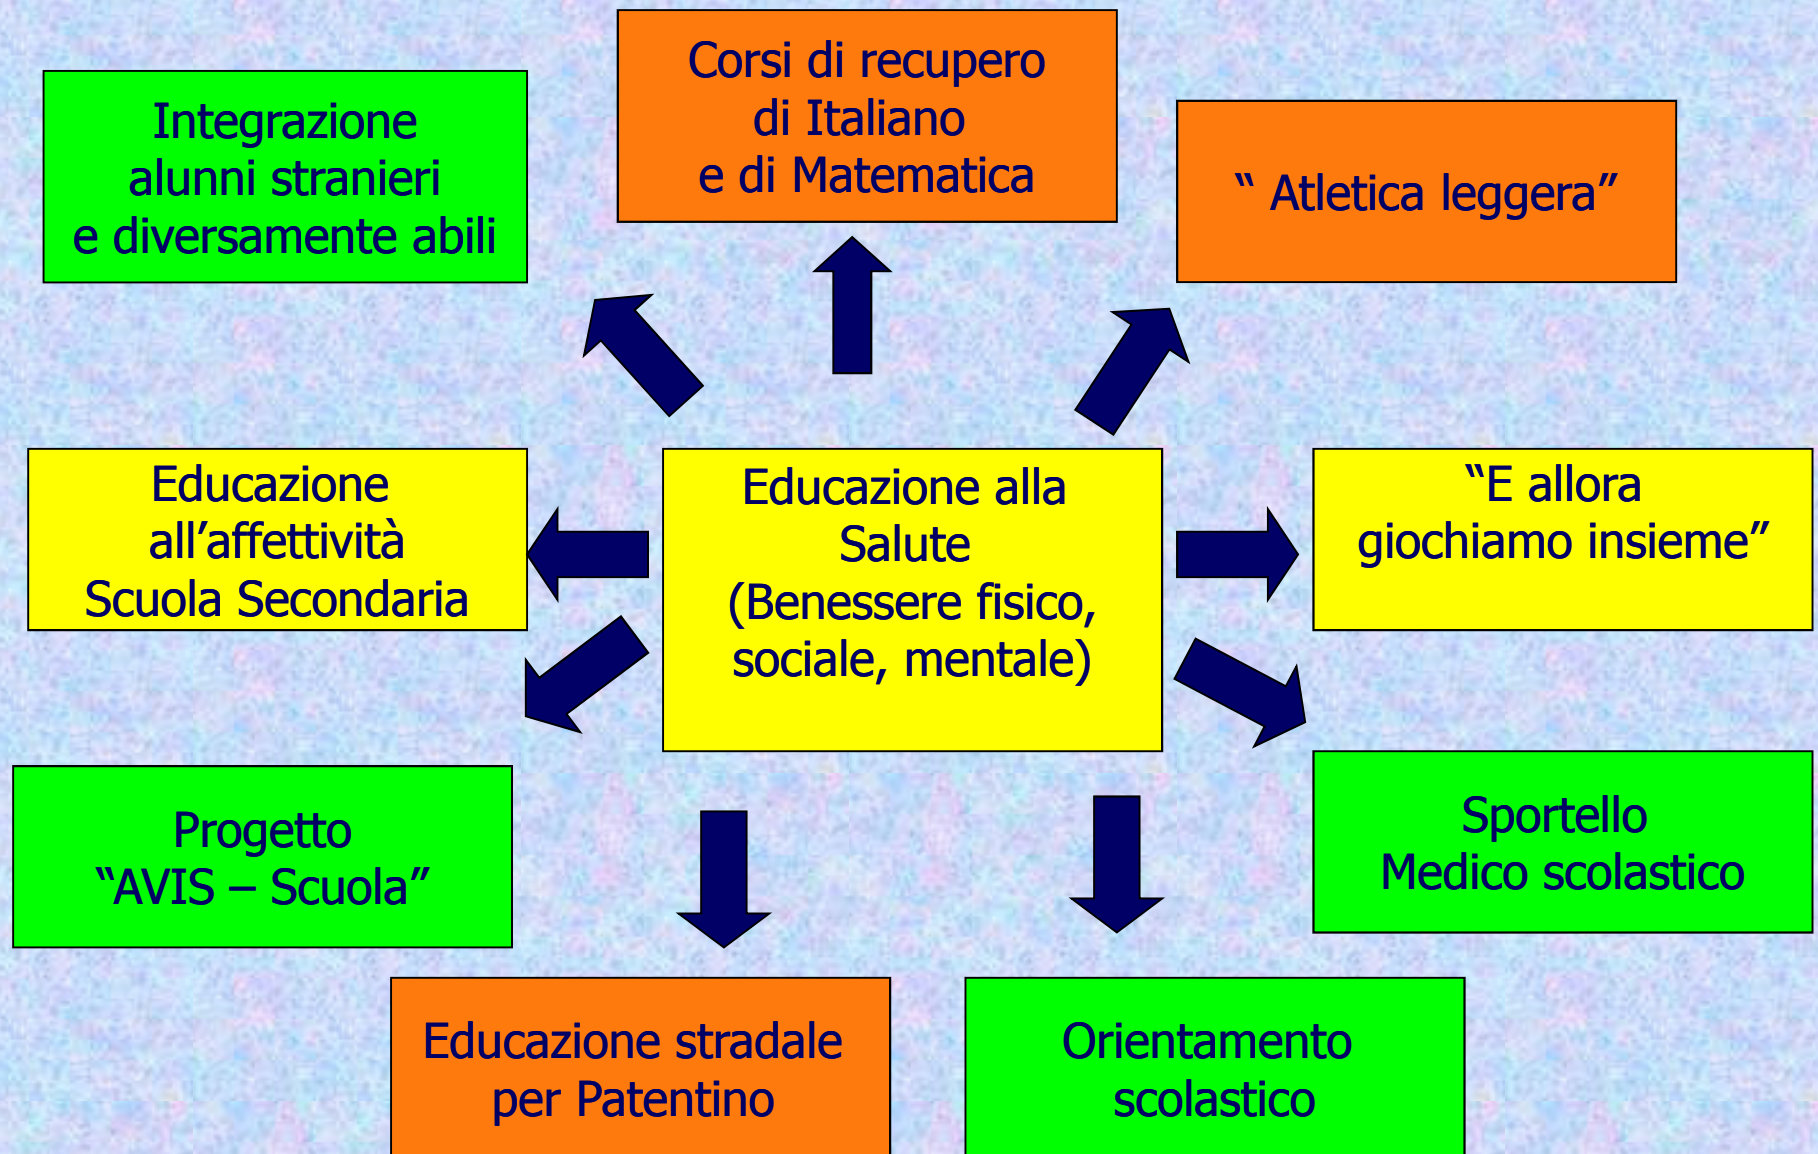 Corsi di recupero
di Italiano
e di Matematica
Integrazione
alunni stranieri
e diversamente abili
“ Atletica leggera”
Educazione
all’affettività
Scuola Secondaria
Educazione alla
Salute
(Benessere fisico,
sociale, mentale)
“E allora
giochiamo insieme”
Progetto
“AVIS – Scuola”
Sportello
Medico scolastico
Educazione stradale
per Patentino
Orientamento
scolastico